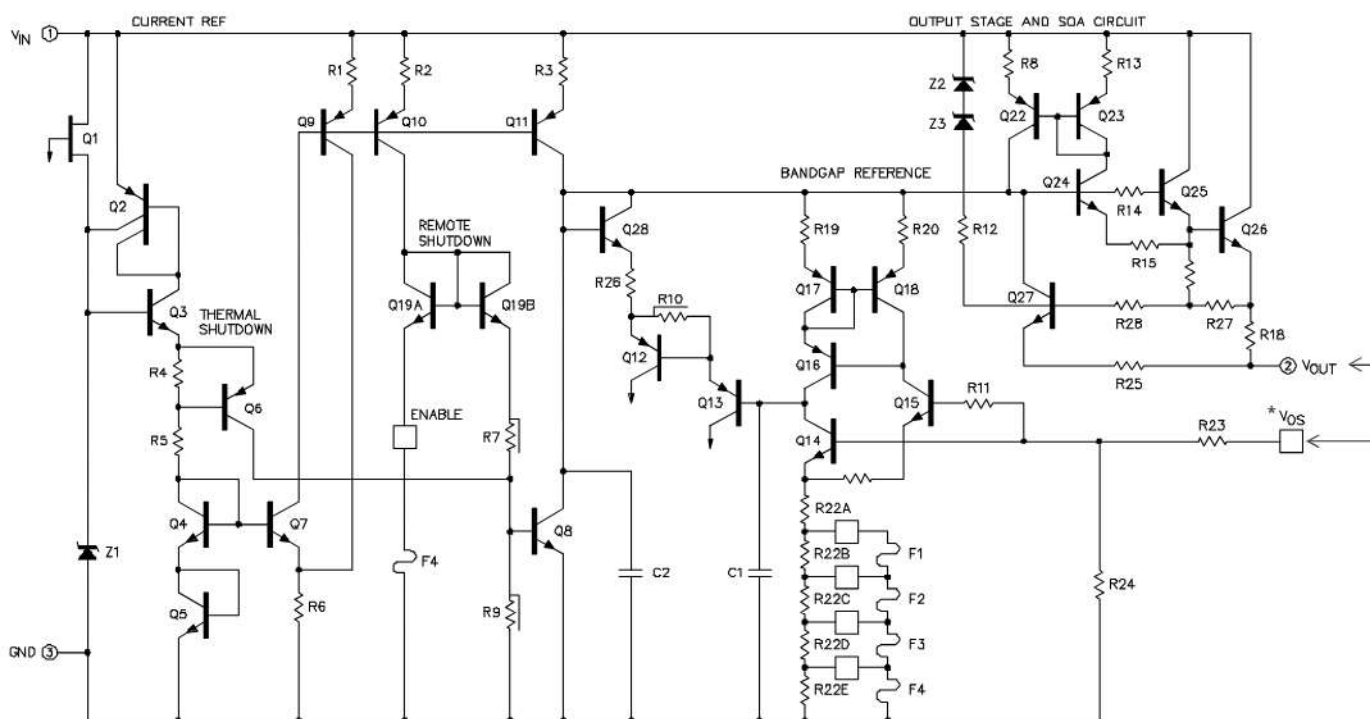 CURRENT REF
OUTPUT STAGE AND SOA CIRCUIT
VIN 1
R1
R2
R3
R8
R13
Z2
Z3
Q1
Q9
Q10
Q11
Q22
Q23
BANDGAP REFERENCE
Q2
Q24
Q25
R14
REMOTE
SHUTDOWN
Q28
R19
R20
R12
R15
Q26
R26
Q17
Q18
Q3
Q19A
Q19B
R10
Q27
R28
R27
THERMAL
SHUTDOWN
R18
Q12
Q16
R25
2 VOUT
R4
Q6
Q13
Q15
R11
ENABLE
*VOS
R5
R7
Q14
R23
R22A
Q4
Q7
Q8
Z1
F4
R22B
F1
C2
C1
R22C
F2
R24
Q5
R6
R9
GND 3
R22D
F3
R22E
F4